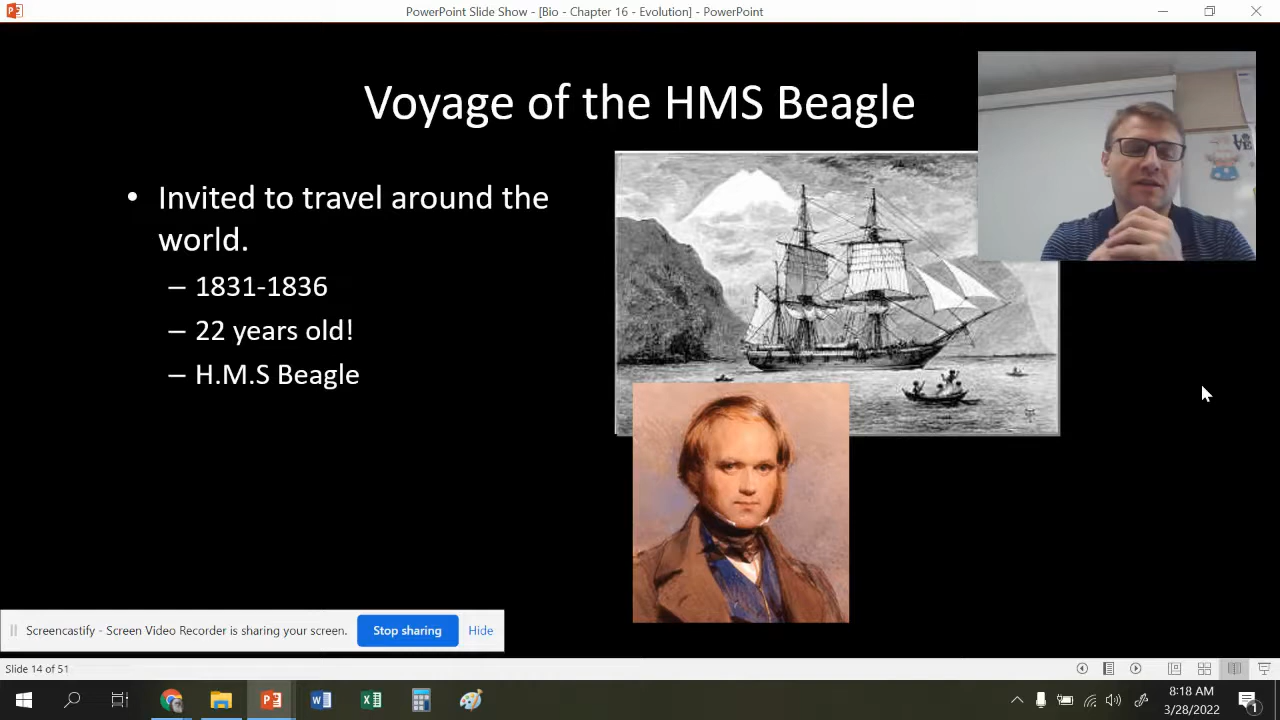 PowerPoint Slide Show - [Bio - Chapter 16 - Evolution] - PowerPoint
Voyage of the HMS Beagle
• Invited to travel around the
world.
– 1831-1836
– 22 years old!
– H.M.S Beagle
LOVE
Screencastify - Screen Video Recorder is sharing your screen.
Stop sharing
Hide
Slide 14 of 51
8:18 AM
3/28/2022
1